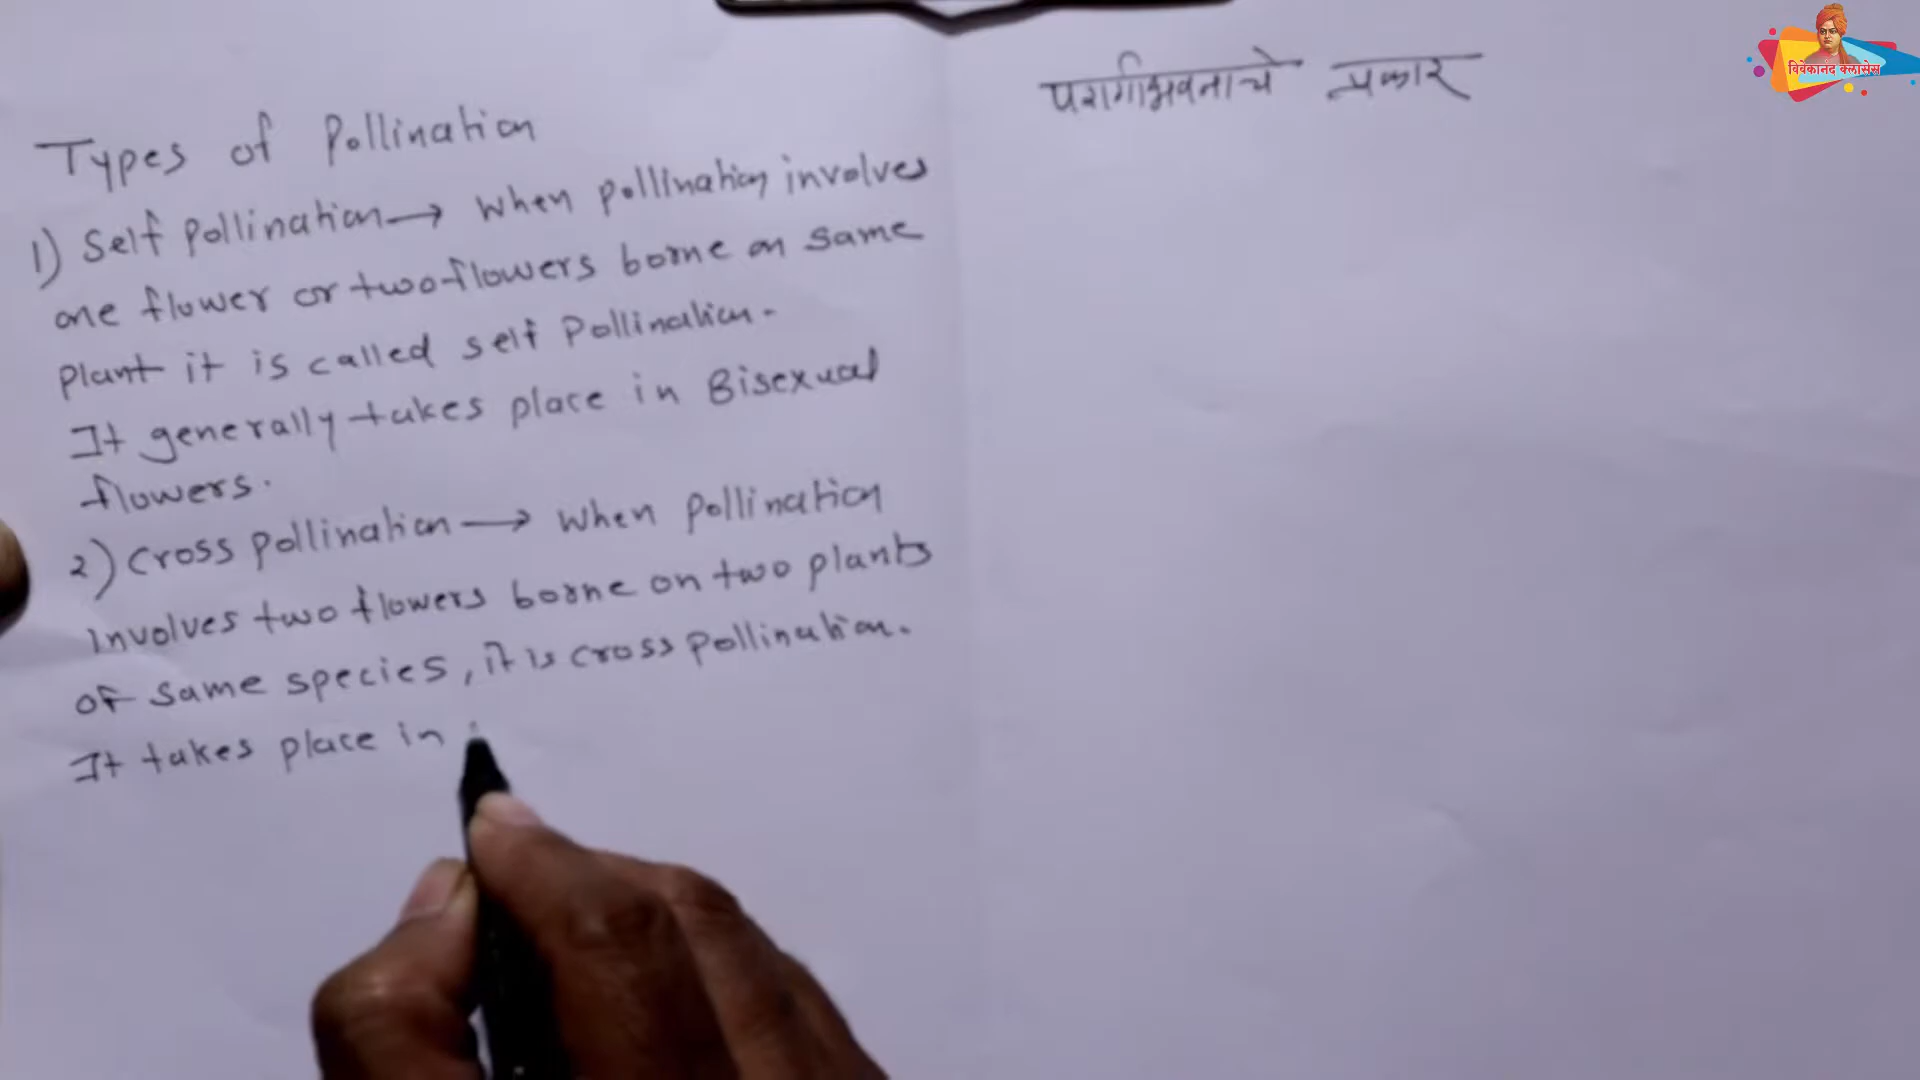 Types of Pollination
1) Self pollination → When pollination involves
one flower or two flowers borne on same
plant it is called self Pollination.
It generally takes place in Bisexual
flowers.
2) Cross pollination → When pollination
involves two flowers borne on two plants
of same species, it is cross pollination.
It takes place in
परागीभवनाचे प्रकार
विवेकानंद क्लासेस